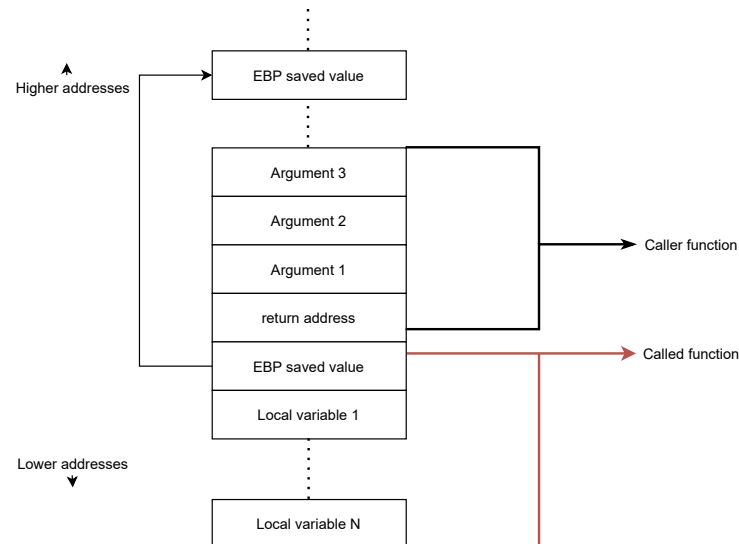 EBP saved value
Higher addresses
Argument 3
Argument 2
Argument 1
Caller function
return address
Called function
EBP saved value
Local variable 1
Lower addresses
Local variable N